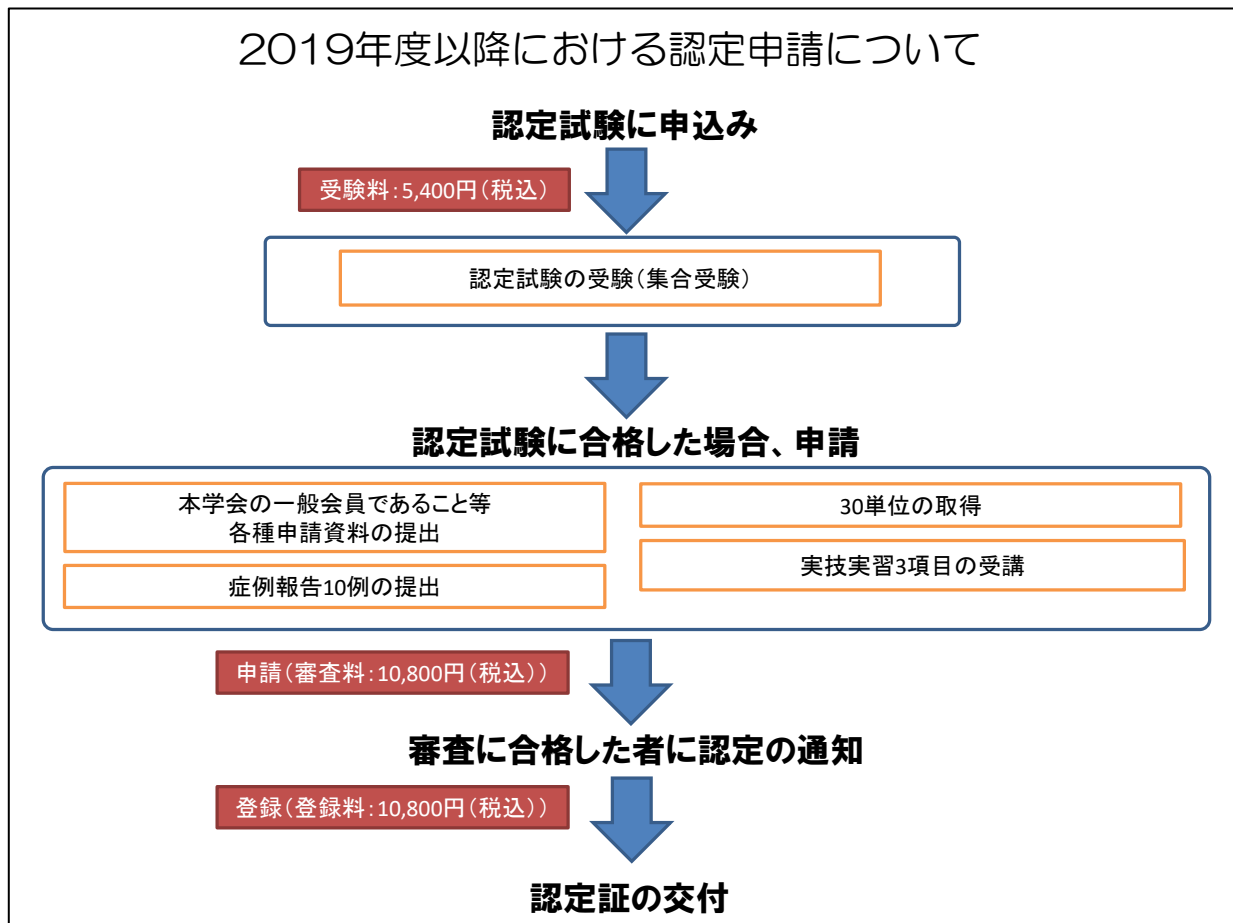 2019年度以降における認定申請について
認定試験に申込み
受験料：5,400円（税込）
認定試験の受験（集合受験）
認定試験に合格した場合、申請
本学会の一般会員であること等
各種申請資料の提出
症例報告10例の提出
30単位の取得
実技実習3項目の受講
申請（審査料：10,800円（税込））
審査に合格した者に認定の通知
登録（登録料：10,800円（税込））
認定証の交付